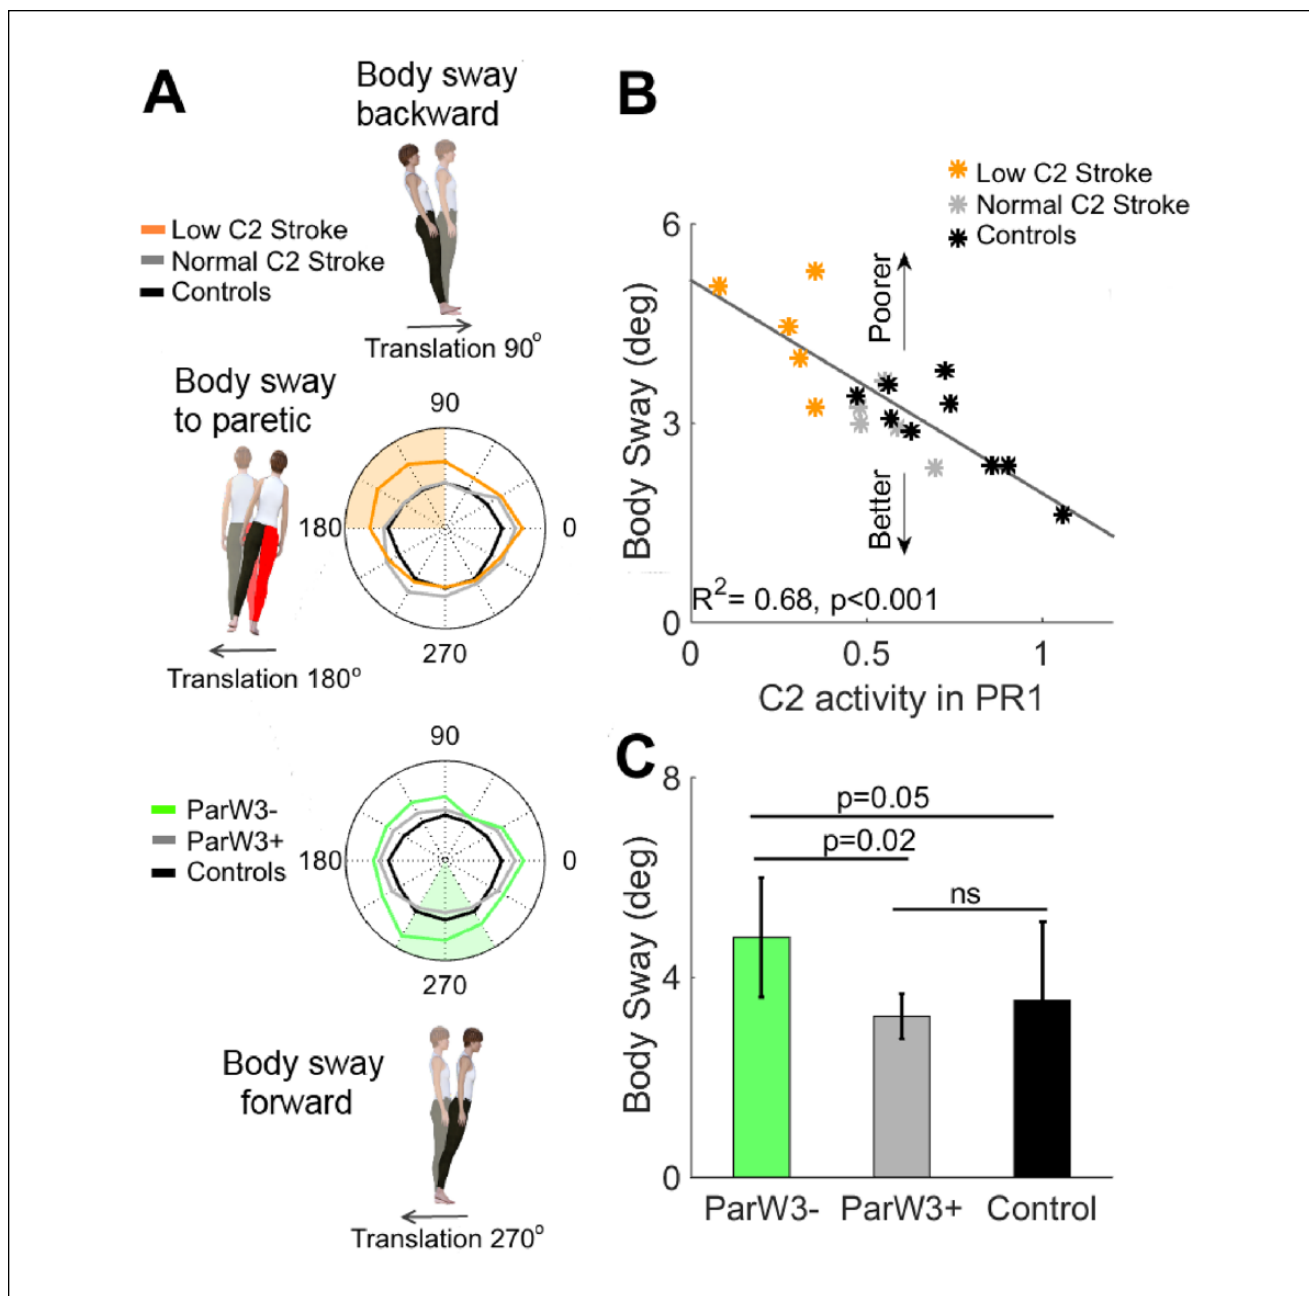 A
Body sway
backward
Low C2 Stroke
Normal C2 Stroke
Controls
Translation 90°
Body sway
to paretic
90
180
0
270
Translation 180°
90
ParW3-
ParW3+
Controls
180
0
270
Body sway
forward
Translation 270°
B
Low C2 Stroke
Normal C2 Stroke
Controls
6
3
0
Body Sway (deg)
Poorer
Better
R²= 0.68, p<0.001
0
0.5
1
C2 activity in PR1
C
8
4
0
Body Sway (deg)
p=0.05
p=0.02
ns
ParW3-
ParW3+
Control